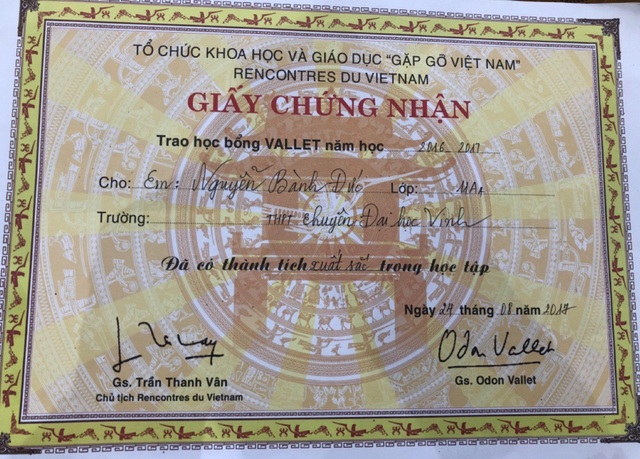 TỔ CHỨC KHOA HỌC VÀ GIÁO DỤC "GẶP GỠ VIỆT NAM"
RENCONTRES DU VIETNAM
GIẤY CHỨNG NHẬN
Trao học bổng VALLET năm học 2016 2017
Cho: Em: Nguyễn Bành Đức Lớp: 11A1
Trường: THPT Chuyên Đại học Vinh
Đã có thành tích xuất sắc trong học tập
Ngày 24 tháng 08 năm 2017
Odon Vallet
Gs. Trần Thanh Vân
Chủ tịch Rencontres du Vietnam
Gs. Odon Vallet